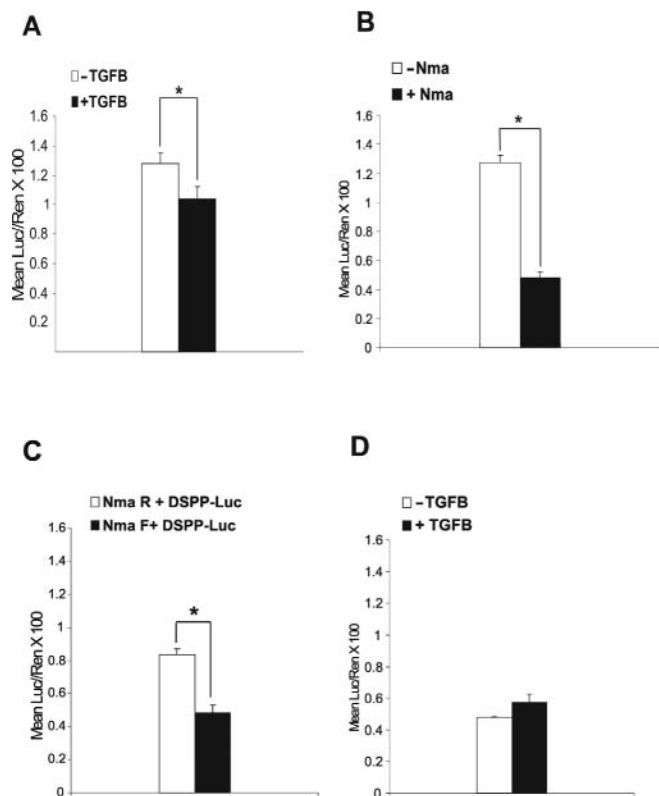 A
–TGFB
+TGFB
*
1.6
1.4
1.2
1
0.8
0.6
0.4
0.2
Mean Luc//Ren X 100
B
–Nma
+ Nma
*
1.6
1.4
1.2
1
0.8
0.6
0.4
0.2
0
Mean Luc/Ren X 100
C
Nma R + DSPP-Luc
Nma F+ DSPP-Luc
*
1.6
1.4
1.2
1
0.8
0.6
0.4
0.2
0
Mean Luc//Ren X 100
D
–TGFB
+ TGFB
1.6
1.4
1.2
1
0.8
0.6
0.4
0.2
0
Mean Luc/Ren X 100